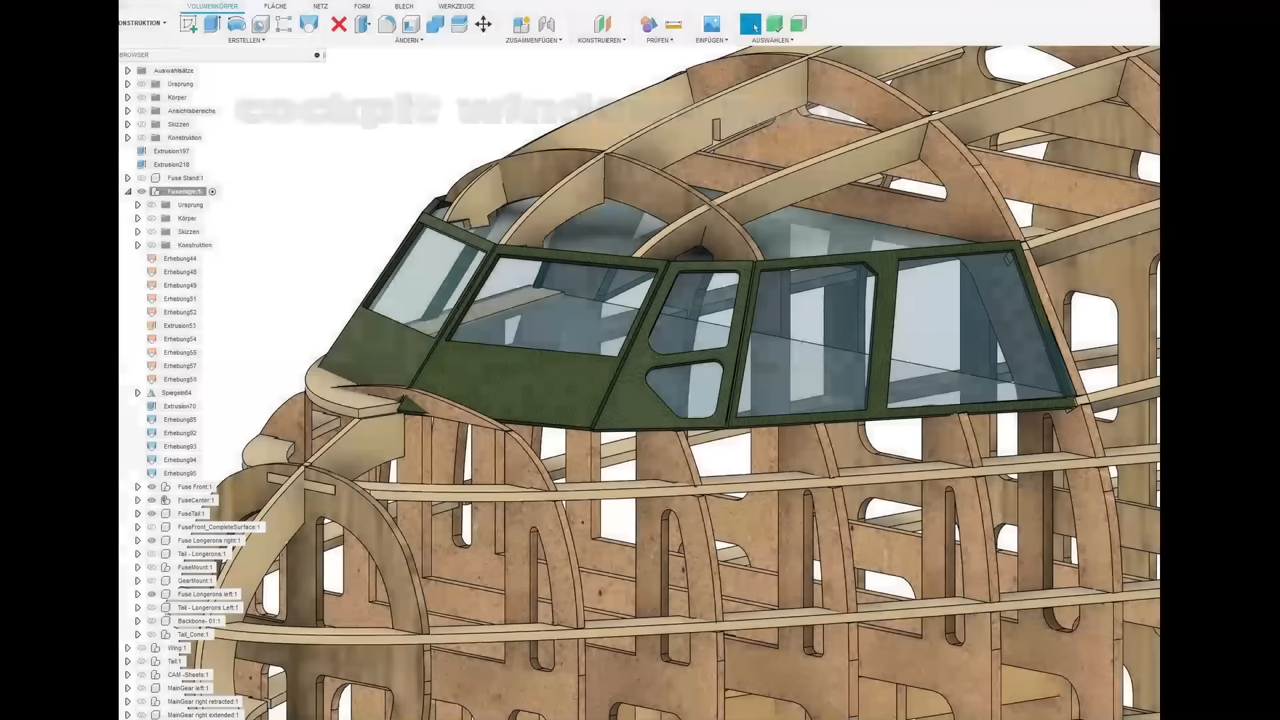 VOLUMENKÖRPER FLÄCHE NETZ FORM BLECH WERKZEUGE
ONSTRUKTION
ERSTELLEN ÄNDERN ZUSAMMENFÜGEN KONSTRUIEREN PRÜFEN EINFÜGEN AUSWÄHLEN
BROWSER
Auswahlsätze
Ursprung
Körper
cockpit
Ansichtsbereichs
Skizzen
Konstruktion
Extrusion197
Extrusion218
Fuse Stand:1
Ursprung
Körper
Skizzen
Konstruktion
Erhebung44
Erhebung48
Erhebung49
Erhebung51
Erhebung52
Extrusion53
Erhebung54
Erhebung55
Erhebung57
Erhebung58
Spiegeln64
Extrusion70
Erhebung85
Erhebung92
Erhebung93
Erhebung94
Erhebung95
Fuse Front:1
FuseCenter:1
FuseTail:1
FuseFront_CompleteSurface:1
Fuse Longerons right:1
Tail - Longerons:1
FuseMount:1
GearMount:1
Fuse Longerons left:1
Tail - Longerons Left:1
Backbone- 01:1
Tail_Cone:1
Wing:1
Tail:1
CAM -Sheets:1
MainGear left:1
MainGear right retracted:1
MainGear right extended:1